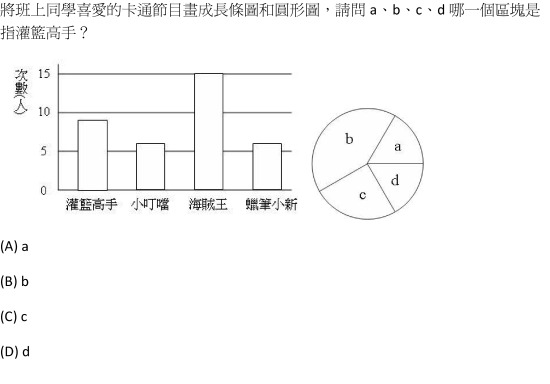 將班上同學喜愛的卡通節目畫成長條圖和圓形圖，請問 a、b、c、d 哪一個區塊是
指灌籃高手？
次數(人)
15
10
5
0
灌籃高手 小叮噹 海賊王 蠟筆小新
b
a
d
c
(A) a
(B) b
(C) c
(D) d